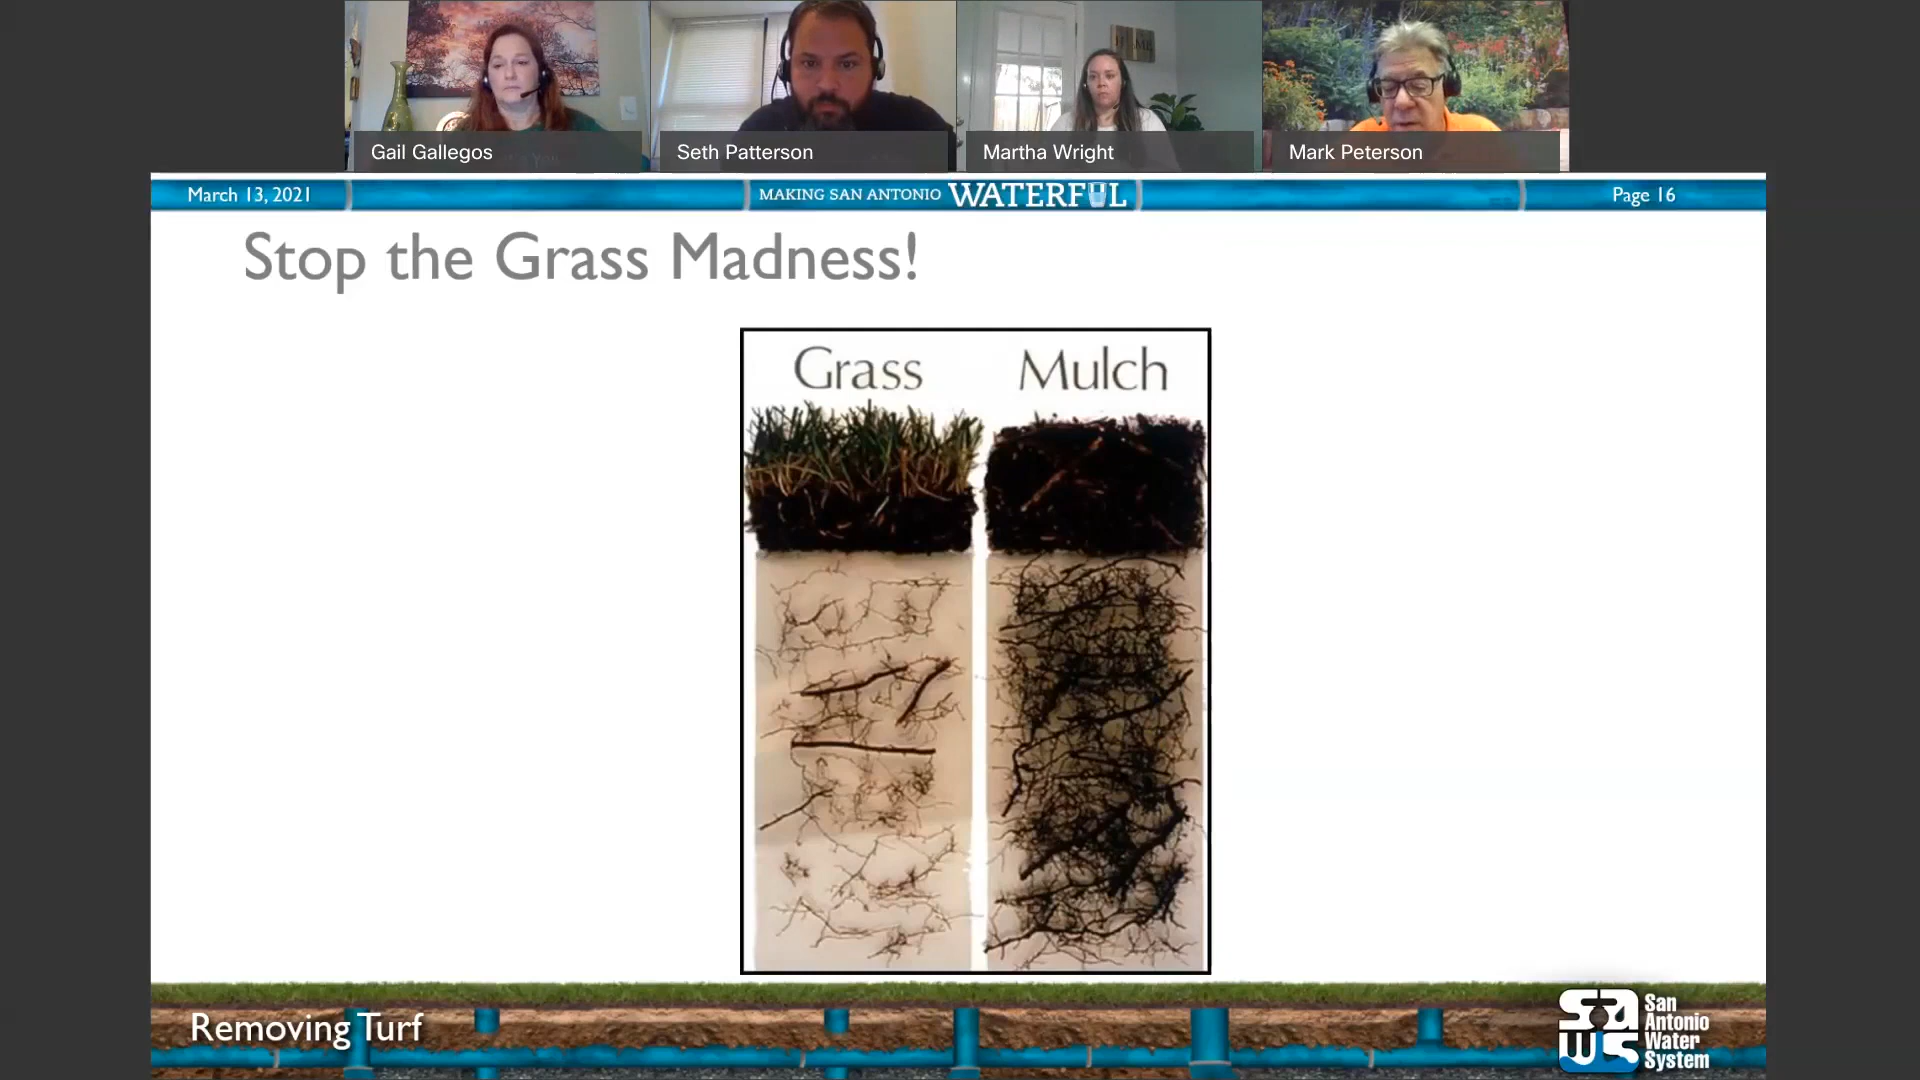 Gail Gallegos
Seth Patterson
Martha Wright
Mark Peterson
March 13, 2021
MAKING SAN ANTONIO WATERFUL
Page 16
Stop the Grass Madness!
Grass
Mulch
Removing Turf
SAWS
San
Antonio
Water
System